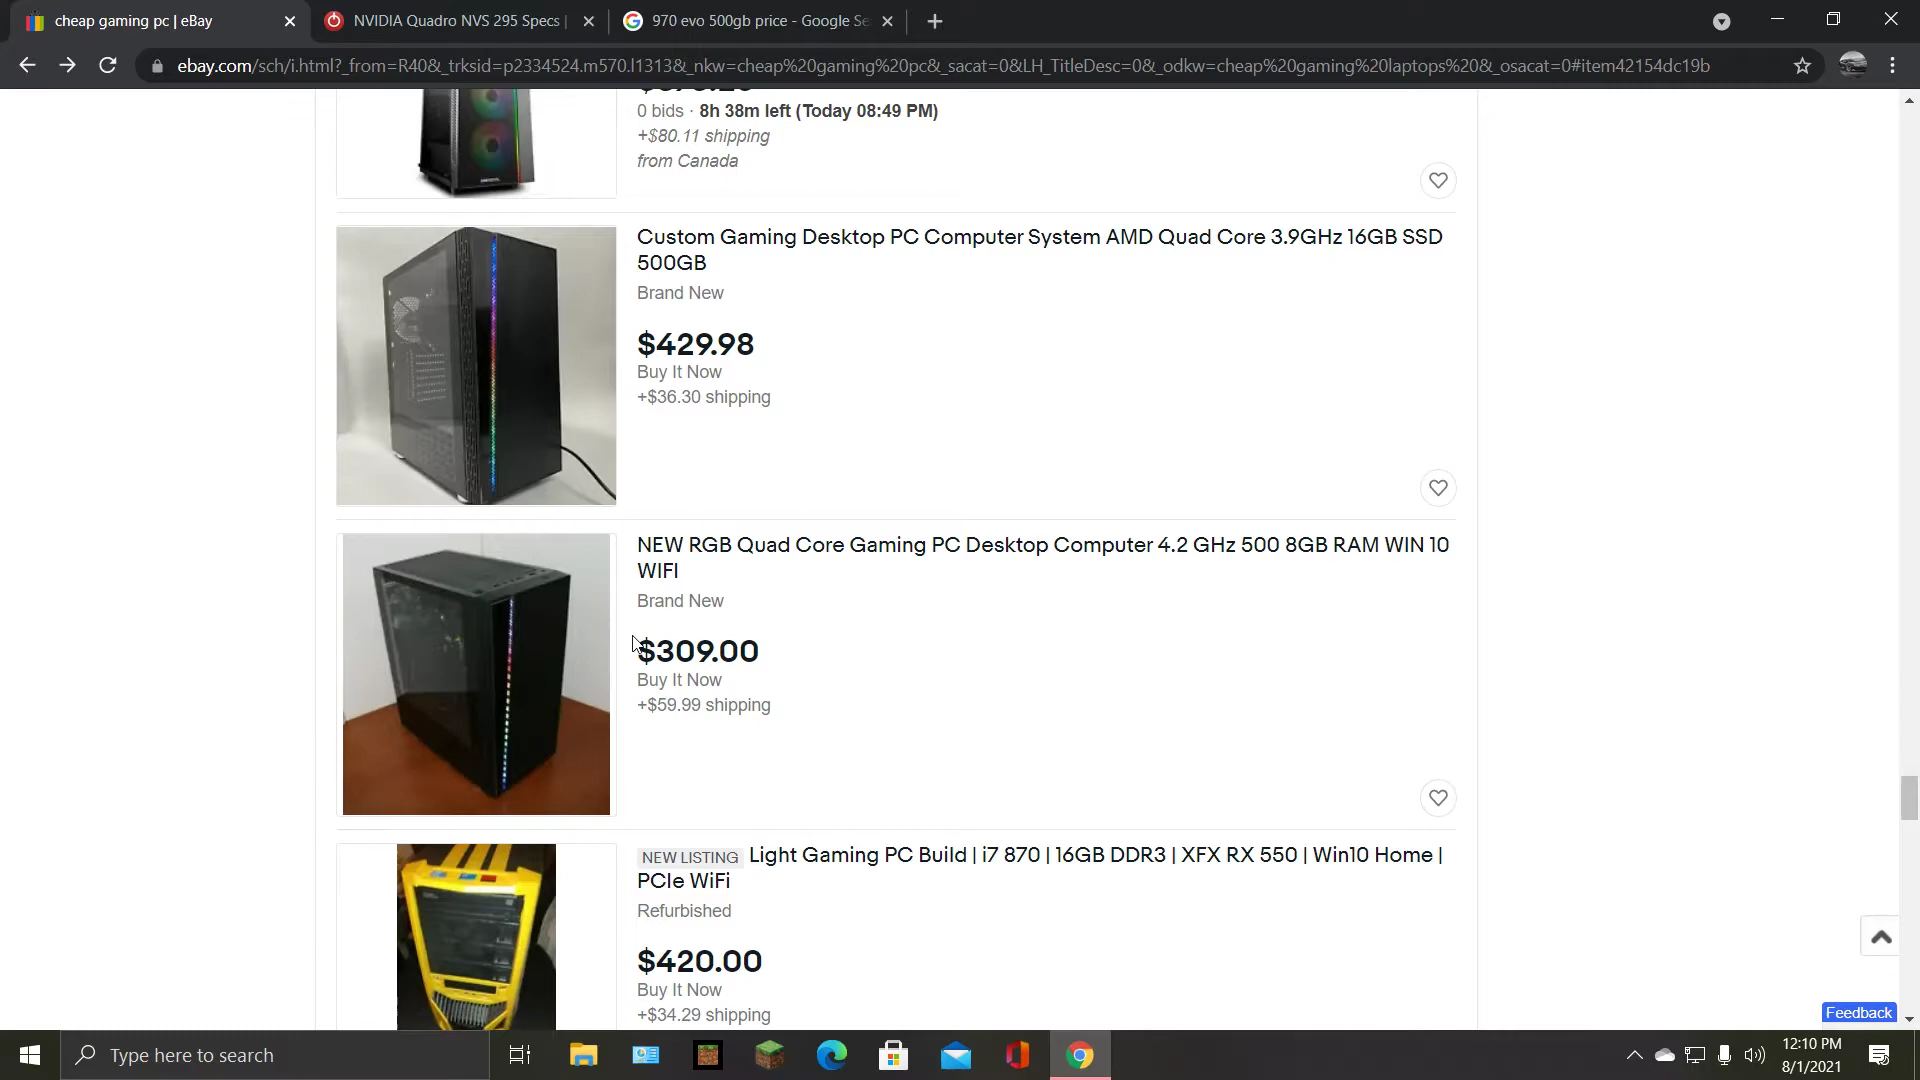 cheap gaming pc | eBay
NVIDIA Quadro NVS 295 Specs |
970 evo 500gb price - Google Se
ebay.com/sch/i.html?_from=R40&_trksid=p2334524.m570.l1313&_nkw=cheap%20gaming%20pc&_sacat=0&LH_TitleDesc=0&_odkw=cheap%20gaming%20laptops%20&_osacat=0#item42154dc19b
0 bids · 8h 38m left (Today 08:49 PM)
+$80.11 shipping
from Canada
Custom Gaming Desktop PC Computer System AMD Quad Core 3.9GHz 16GB SSD
500GB
Brand New
$429.98
Buy It Now
+$36.30 shipping
NEW RGB Quad Core Gaming PC Desktop Computer 4.2 GHz 500 8GB RAM WIN 10
WIFI
Brand New
$309.00
Buy It Now
+$59.99 shipping
NEW LISTING Light Gaming PC Build | i7 870 | 16GB DDR3 | XFX RX 550 | Win10 Home |
PCIe WiFi
Refurbished
$420.00
Buy It Now
+$34.29 shipping
Feedback
Type here to search
12:10 PM
8/1/2021